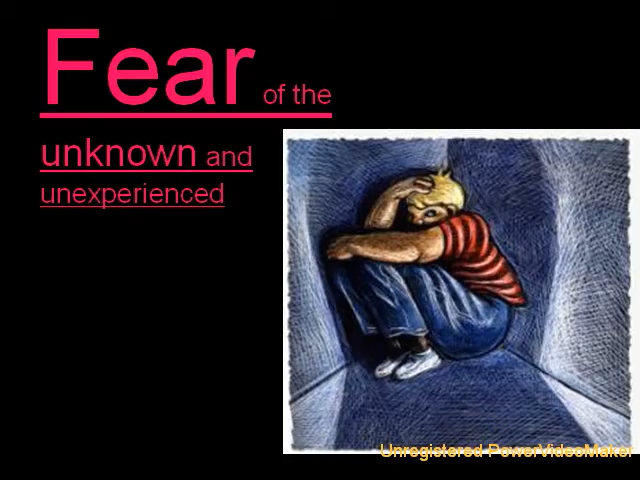 Fear of the
unknown and
unexperienced
Unregistered PowerVideoMaker